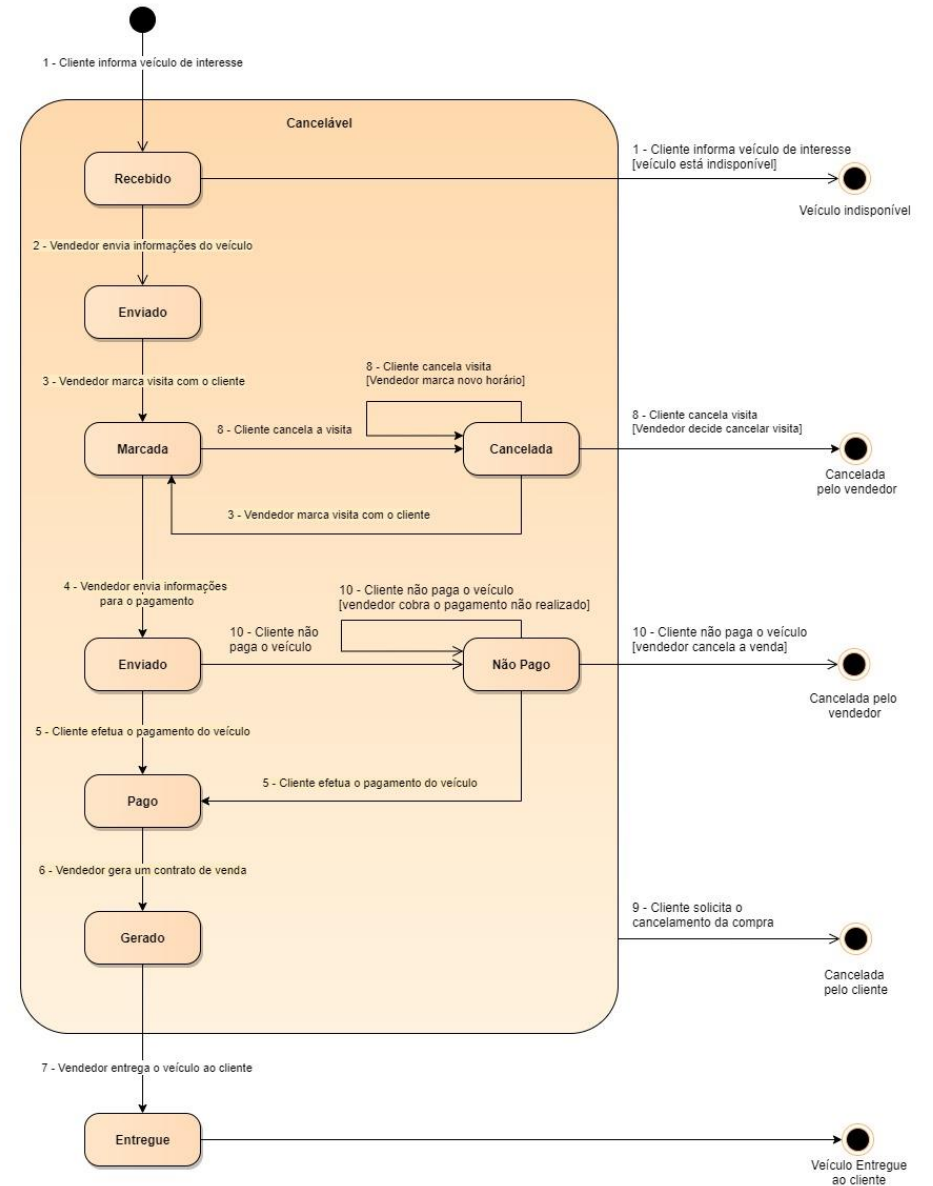 1 - Cliente informa veículo de interesse
Cancelável
Recebido
1 - Cliente informa veículo de interesse
[veículo está indisponível]
Veículo indisponível
2 - Vendedor envia informações do veículo
Enviado
3 - Vendedor marca visita com o cliente
8 - Cliente cancela visita
[Vendedor marca novo horário]
Marcada
8 - Cliente cancela a visita
Cancelada
8 - Cliente cancela visita
[Vendedor decide cancelar visita]
Cancelada
pelo vendedor
3 - Vendedor marca visita com o cliente
4 - Vendedor envia informações
para o pagamento
10 - Cliente não paga o veículo
[vendedor cobra o pagamento não realizado]
Enviado
10 - Cliente não
paga o veículo
Não Pago
10 - Cliente não paga o veículo
[vendedor cancela a venda]
Cancelada pelo
vendedor
5 - Cliente efetua o pagamento do veículo
5 - Cliente efetua o pagamento do veículo
Pago
6 - Vendedor gera um contrato de venda
Gerado
9 - Cliente solicita o
cancelamento da compra
Cancelada
pelo cliente
7 - Vendedor entrega o veículo ao cliente
Entregue
Veículo Entregue
ao cliente